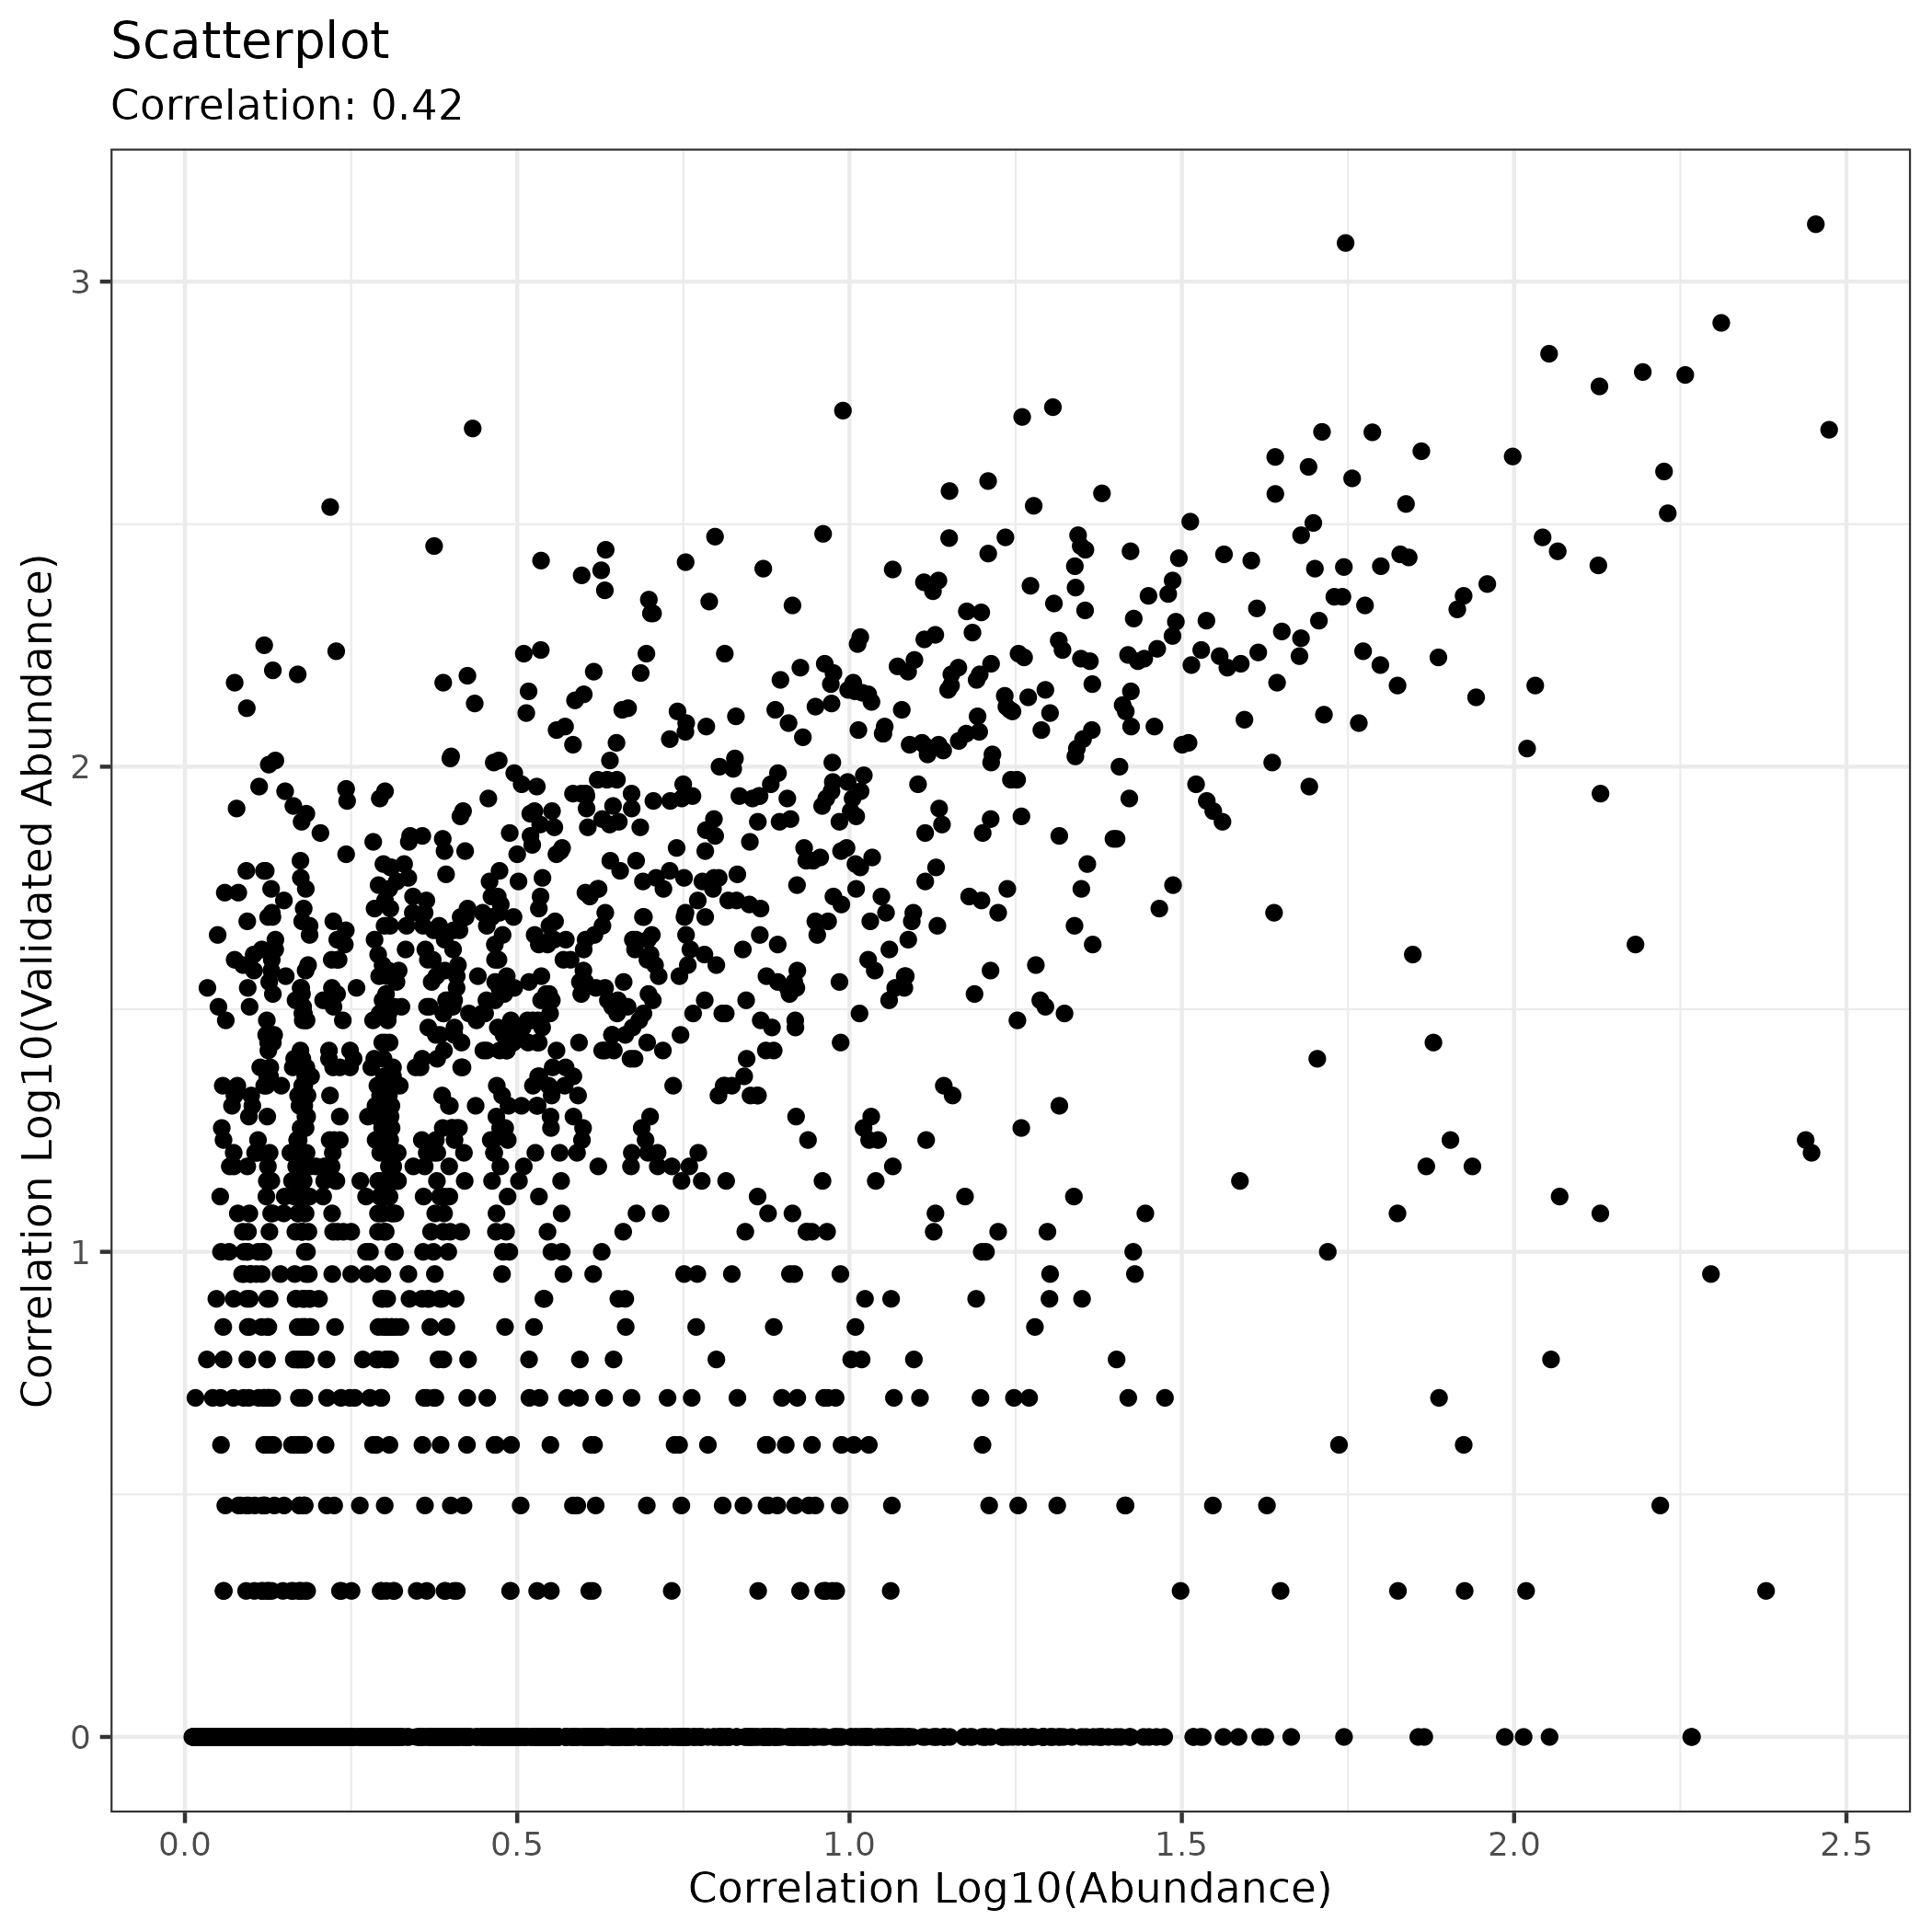 Scatterplot
Correlation: 0.42
Correlation Log10(Validated Abundance)
3
2
1
0
0.0 0.5 1.0 1.5 2.0 2.5
Correlation Log10(Abundance)